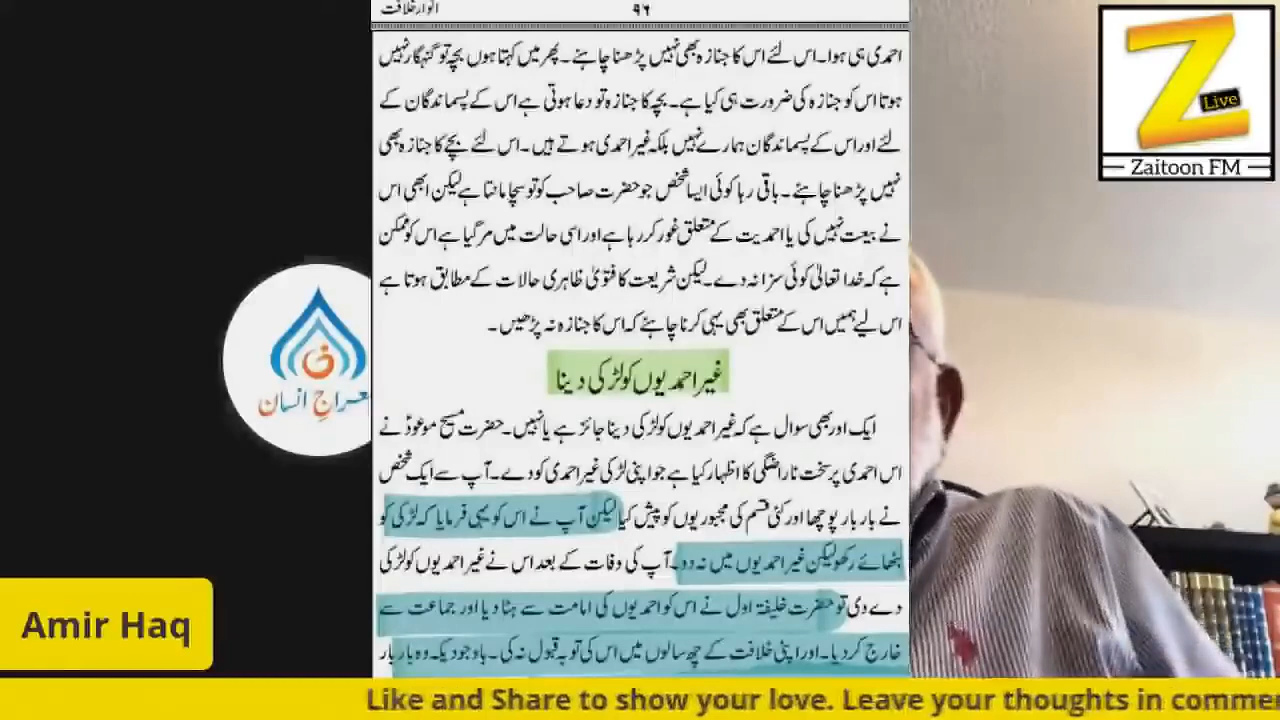 انوار خلافت
۹۶
احمدی ہی ہوا۔ اس لئے اس کا جنازہ بھی نہیں پڑھنا چاہئے۔ پھر میں کہتا ہوں بچہ تو گنہگار نہیں
ہوتا اس کو جنازہ کی ضرورت ہی کیا ہے۔ بچہ کا جنازہ تو دعا ہوتی ہے اس کے پسماندگان کے
لئے اور اس کے پسماندگان ہمارے نہیں بلکہ غیر احمدی ہوتے ہیں۔ اس لئے بچے کا جنازہ بھی
نہیں پڑھنا چاہئے۔ باقی رہا کوئی ایسا شخص جو حضرت صاحب کو تو سچا مانتا ہے لیکن ابھی اس
نے بیعت نہیں کی یا احمدیت کے متعلق غور کر رہا ہے اور اسی حالت میں مر گیا ہے اس کو ممکن
ہے کہ خدا تعالیٰ کوئی سزا نہ دے۔ لیکن شریعت کا فتویٰ ظاہری حالات کے مطابق ہوتا ہے
اس لیے ہمیں اس کے متعلق بھی یہی کرنا چاہئے کہ اس کا جنازہ نہ پڑھیں۔
غیر احمدیوں کو لڑکی دینا
ایک اور بھی سوال ہے کہ غیر احمدیوں کو لڑکی دینا جائز ہے یا نہیں۔ حضرت مسیح موعودؑ نے
اس احمدی پر سخت ناراضگی کا اظہار کیا ہے جو اپنی لڑکی غیر احمدی کو دے۔ آپ سے ایک شخص
نے بار بار پوچھا اور کئی قسم کی مجبوریوں کو پیش کیا لیکن آپ نے اس کو یہی فرمایا کہ لڑکی کو
بٹھائے رکھو لیکن غیر احمدیوں میں نہ دو۔ آپ کی وفات کے بعد اس نے غیر احمدیوں کو لڑکی
دے دی تو حضرت خلیفۃ اول نے اس کو احمدیوں کی امامت سے ہٹا دیا اور جماعت سے
خارج کر دیا۔ اور اپنی خلافت کے چھ سالوں میں اس کی توبہ قبول نہ کی۔ باوجودیکہ وہ بار بار
Z
Live
Zaitoon FM
عراجِ انسان
Amir Haq
Like and Share to show your love. Leave your thoughts in comme